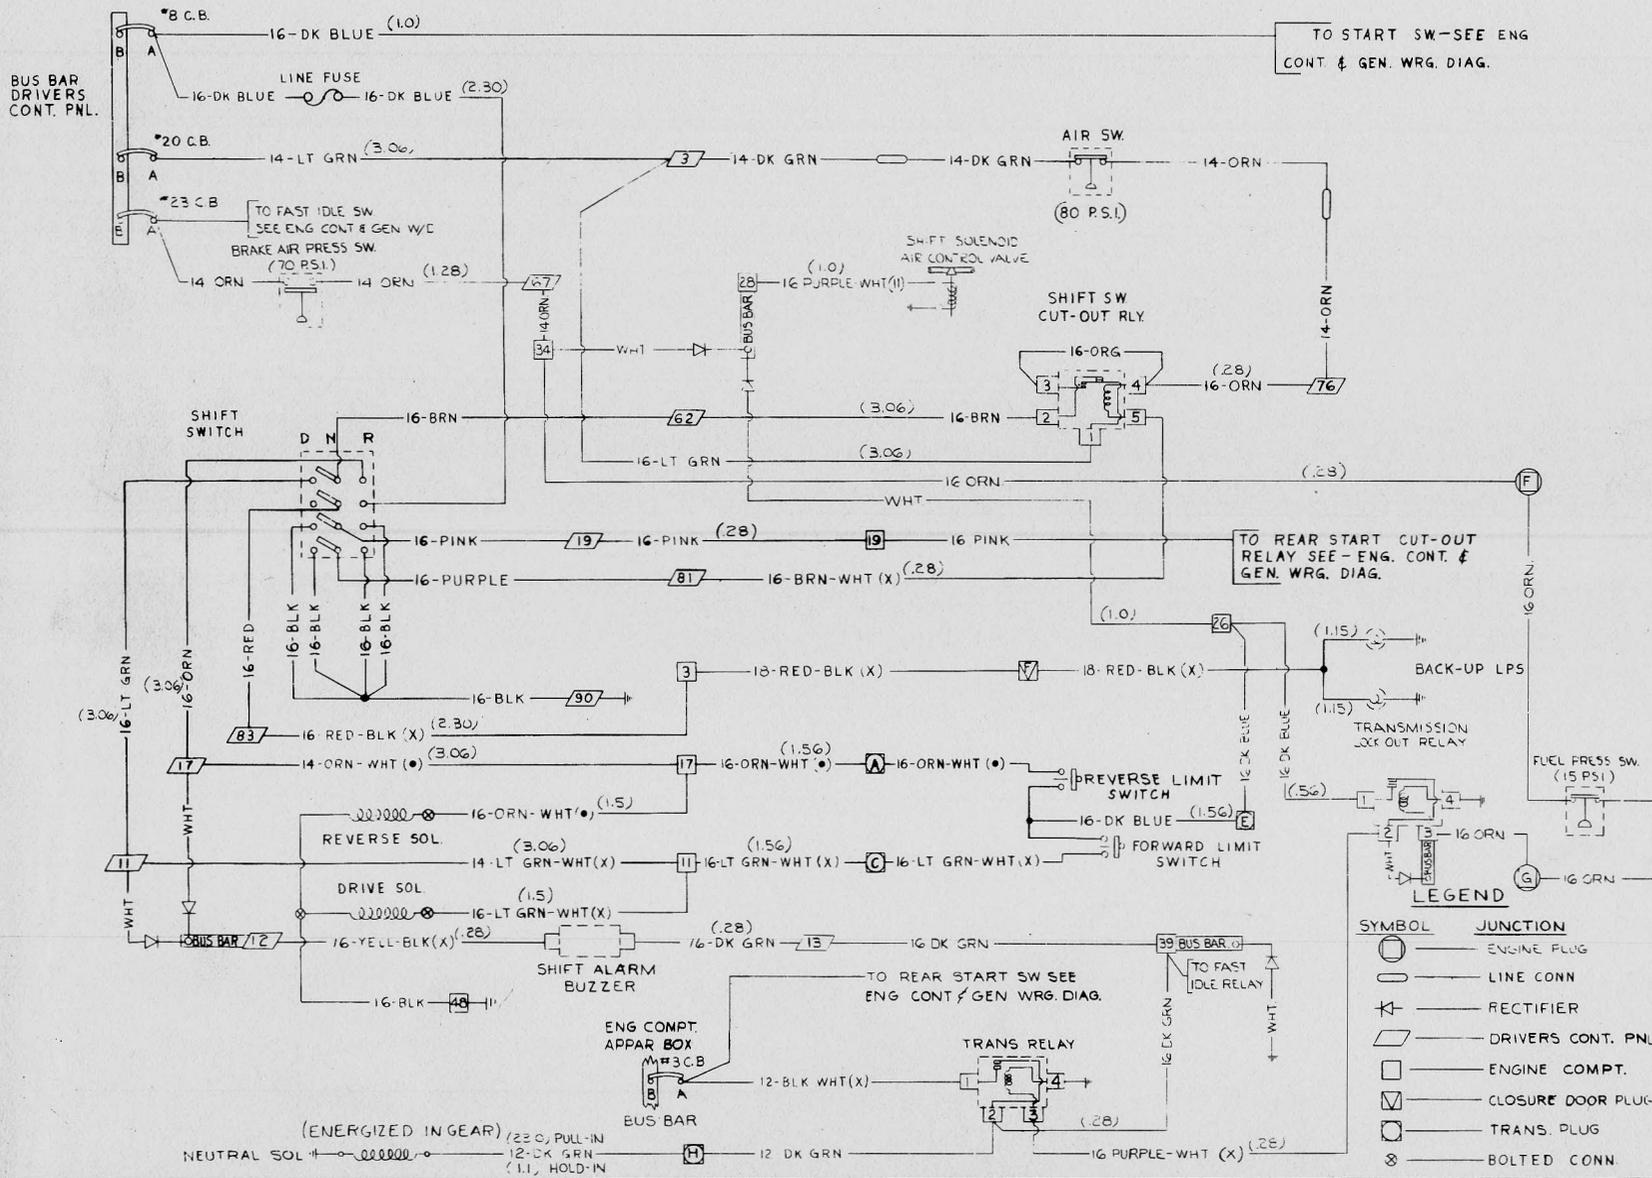 #8 C.B.
(1.0)
B A
16-DK BLUE
TO START SW.-SEE ENG
CONT. & GEN. WRG. DIAG.
BUS BAR
DRIVERS
CONT. PNL.
LINE FUSE
16-DK BLUE
16-DK BLUE
(2.30)
#20 C.B.
B A
14-LT GRN
(3.06)
3
14-DK GRN
14-DK GRN
AIR SW.
(80 P.S.I.)
14-ORN
#23 C.B
A
TO FAST IDLE SW
SEE ENG CONT & GEN W/D
BRAKE AIR PRESS SW.
(70 P.S.I.)
14 ORN
14 ORN
(1.28)
67
14 ORN
34
WHT
28
BUS BAR
(1.0)
16 PURPLE-WHT(11)
SHIFT SOLENOID
AIR CONTROL VALVE
SHIFT SW
CUT-OUT RLY.
16-ORG
3
4
2
5
(.28)
16-ORN
76
14-ORN
SHIFT
SWITCH
D N R
16-BRN
62
(3.06)
16-BRN
16-LT GRN
(3.06)
16 ORN
(.28)
F
WHT
16-PINK
19
16-PINK
(.28)
19
16 PINK
TO REAR START CUT-OUT
RELAY SEE-ENG. CONT. &
GEN. WRG. DIAG.
16-PURPLE
81
16-BRN-WHT(X)
(.28)
16 ORN
16-LT GRN
(3.06)
16-ORN
(3.06)
16-RED
16-BLK
16-BLK
16-BLK
16-BLK
(1.0)
26
(1.15)
(1.15)
BACK-UP LPS
3
18-RED-BLK (X)
18-RED-BLK(X)
16-BLK
90
83
16 RED-BLK(X)
(2.30)
16 DK BLUE
16 DK BLUE
TRANSMISSION
LOCK OUT RELAY
17
14-ORN-WHT(•)
(3.06)
17
16-ORN-WHT(•)
(1.56)
A
16-ORN-WHT(•)
REVERSE LIMIT
SWITCH
FUEL PRESS SW.
(15 PSI)
WHT
16-ORN-WHT(•)
(1.5)
REVERSE SOL.
16-DK BLUE
(1.56)
E
(.56)
1
4
2
3
16 ORN
WHT
BUSBAR
G
16 ORN
11
14-LT GRN-WHT(X)
(3.06)
11
16-LT GRN-WHT(X)
(1.56)
C
16-LT GRN-WHT(X)
FORWARD LIMIT
SWITCH
DRIVE SOL.
16-LT GRN-WHT(X)
(1.5)
WHT
BUS BAR
12
16-YELL-BLK(X)
(.28)
SHIFT ALARM
BUZZER
16-DK GRN
(.28)
13
16 DK GRN
39
BUS BAR
TO FAST
IDLE RELAY
WHT
16 DK GRN
16-BLK
48
TO REAR START SW SEE
ENG CONT & GEN WRG. DIAG.
ENG COMPT.
APPAR BOX
#3 C.B
B A
BUS BAR
12-BLK WHT(X)
TRANS RELAY
1
4
2
3
(.28)
(ENERGIZED IN GEAR)
NEUTRAL SOL
(23.0) PULL-IN
12-DK GRN
(1.1) HOLD-IN
H
12 DK GRN
16 PURPLE-WHT (X)
(.28)
LEGEND
SYMBOL JUNCTION
ENGINE PLUG
LINE CONN
RECTIFIER
DRIVERS CONT. PNL
ENGINE COMPT.
CLOSURE DOOR PLUG
TRANS. PLUG
BOLTED CONN.